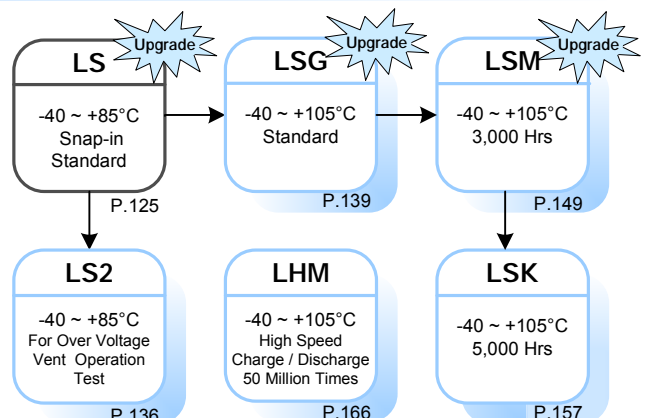 LS
Upgrade
-40 ~ +85°C
Snap-in
Standard
P.125
LSG
Upgrade
-40 ~ +105°C
Standard
P.139
LSM
Upgrade
-40 ~ +105°C
3,000 Hrs
P.149
LS2
-40 ~ +85°C
For Over Voltage
Vent Operation
Test
P.136
LHM
-40 ~ +105°C
High Speed
Charge / Discharge
50 Million Times
P.166
LSK
-40 ~ +105°C
5,000 Hrs
P.157